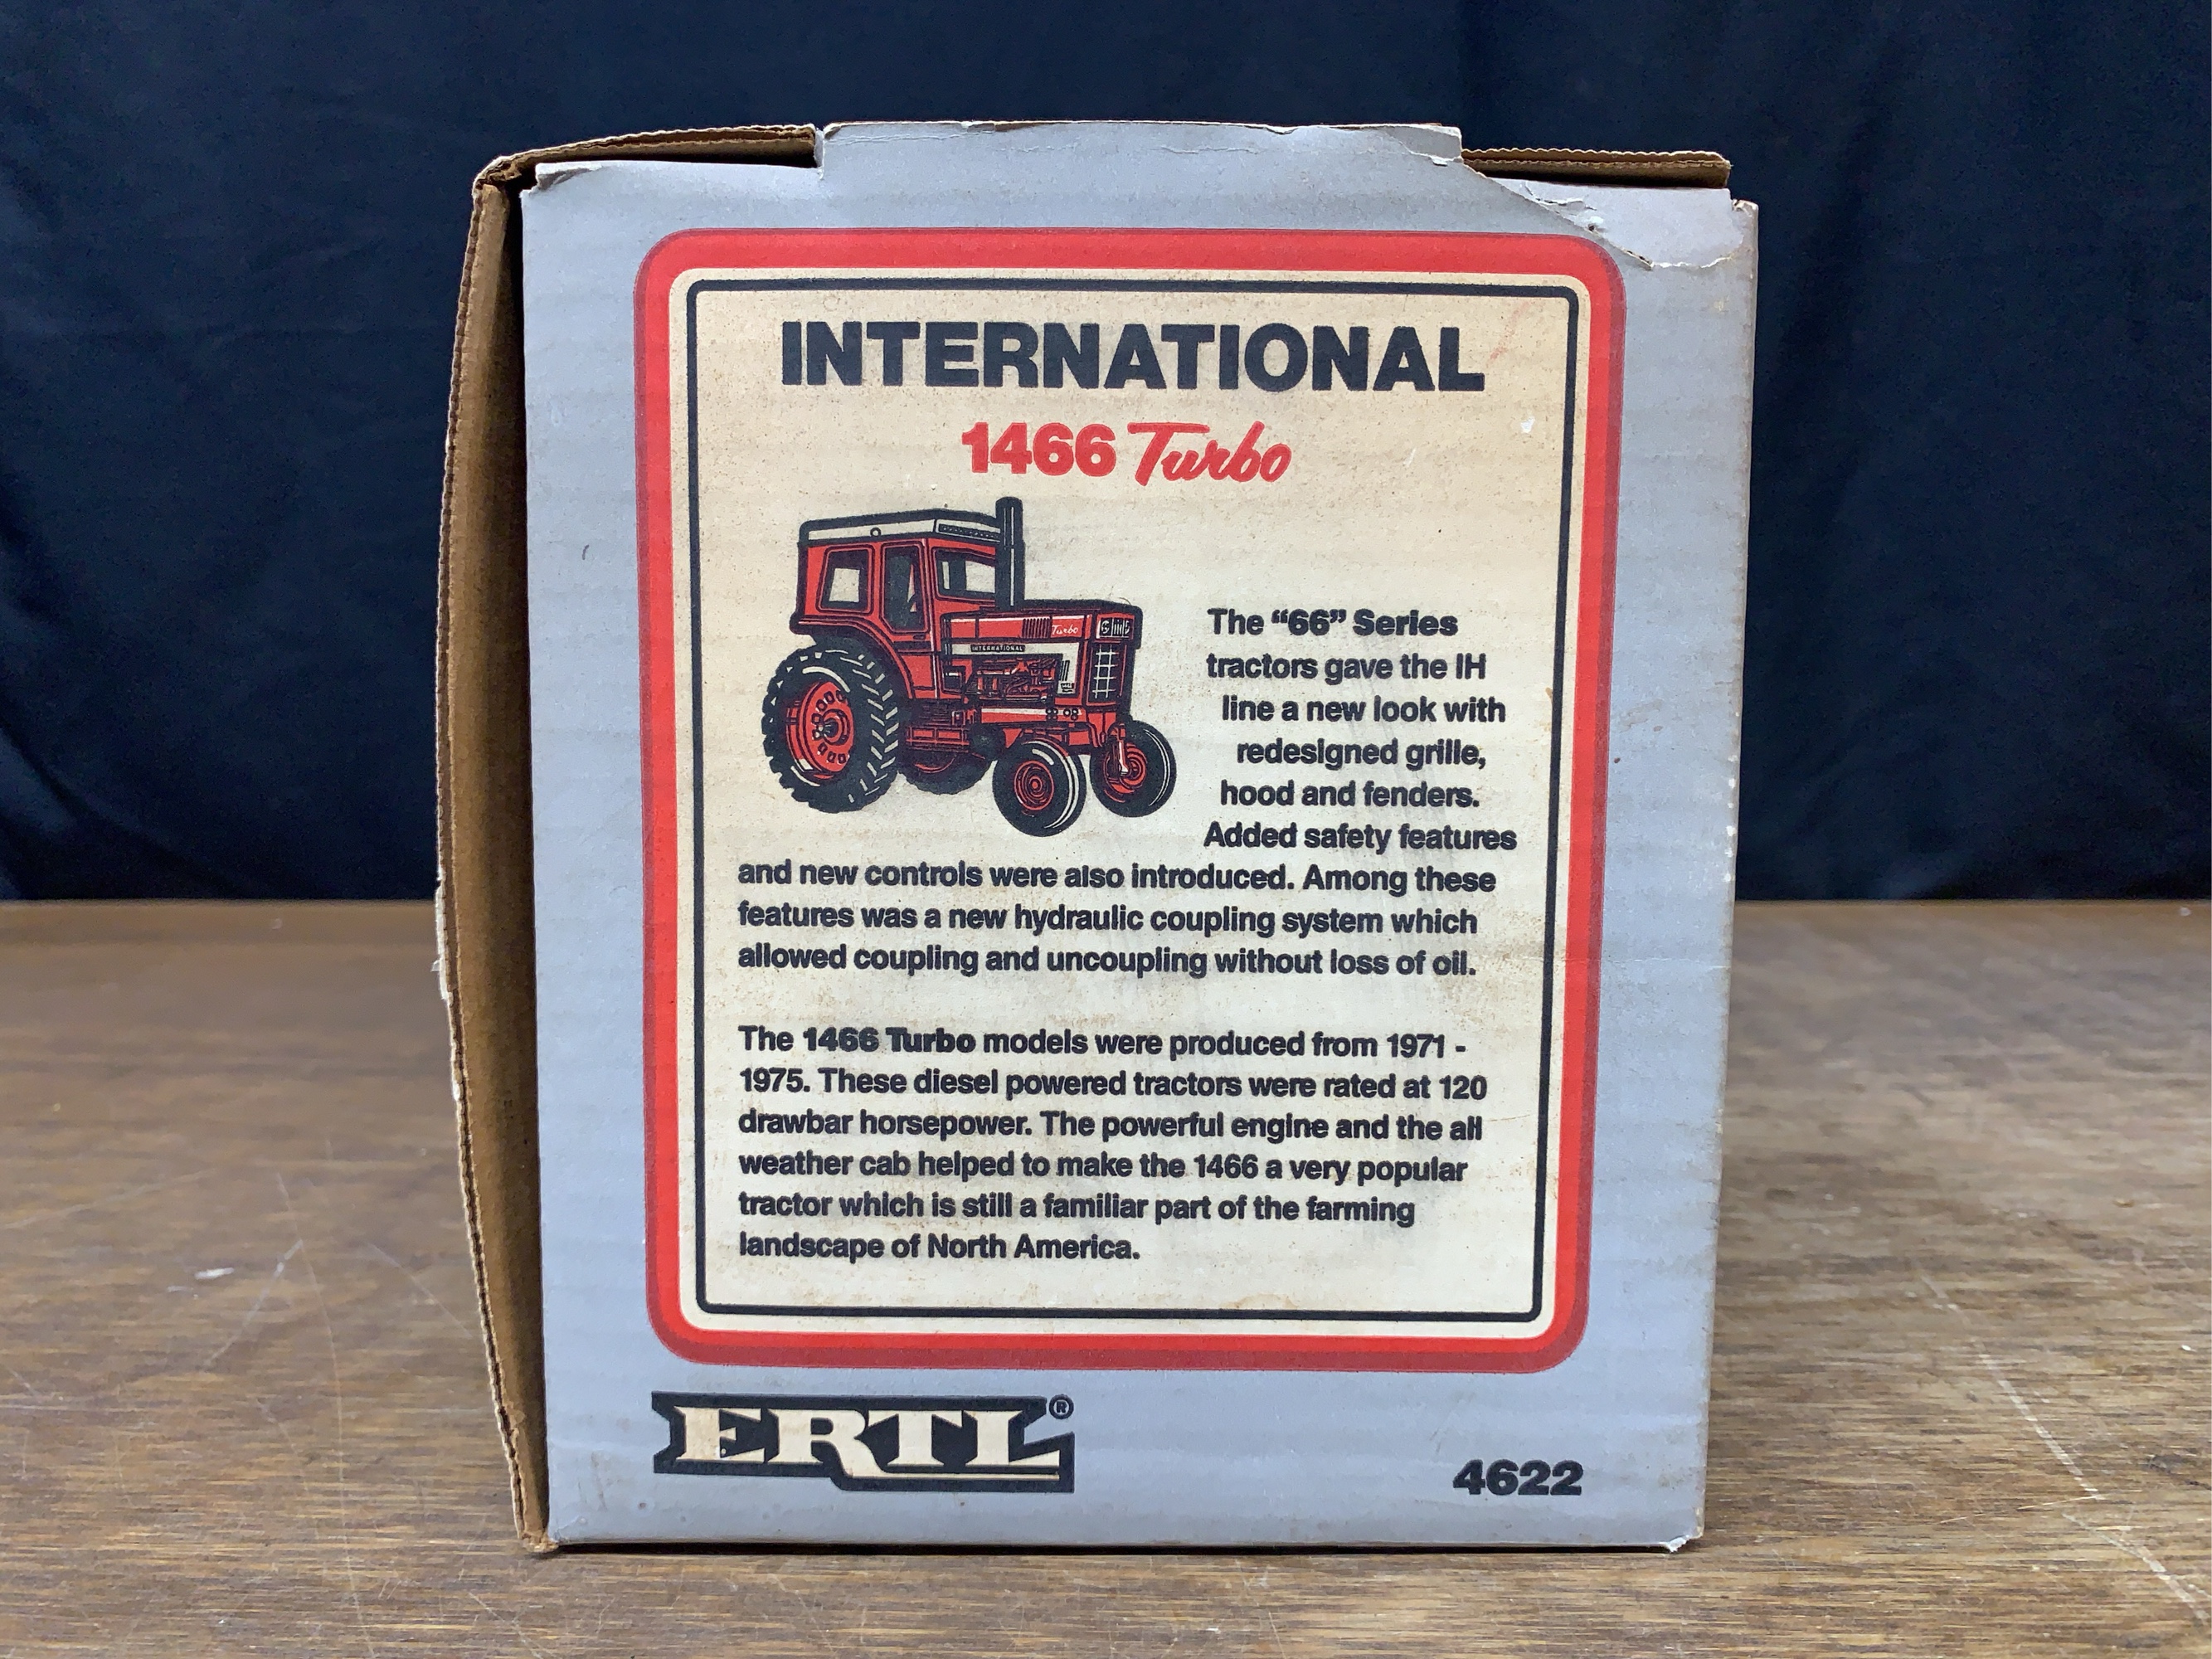 INTERNATIONAL
1466 Turbo
Turbo
INTERNATIONAL
The “66” Series
tractors gave the IH
line a new look with
redesigned grille,
hood and fenders.
Added safety features
and new controls were also introduced. Among these
features was a new hydraulic coupling system which
allowed coupling and uncoupling without loss of oil.
The 1466 Turbo models were produced from 1971 -
1975. These diesel powered tractors were rated at 120
drawbar horsepower. The powerful engine and the all
weather cab helped to make the 1466 a very popular
tractor which is still a familiar part of the farming
landscape of North America.
ERTL®
4622